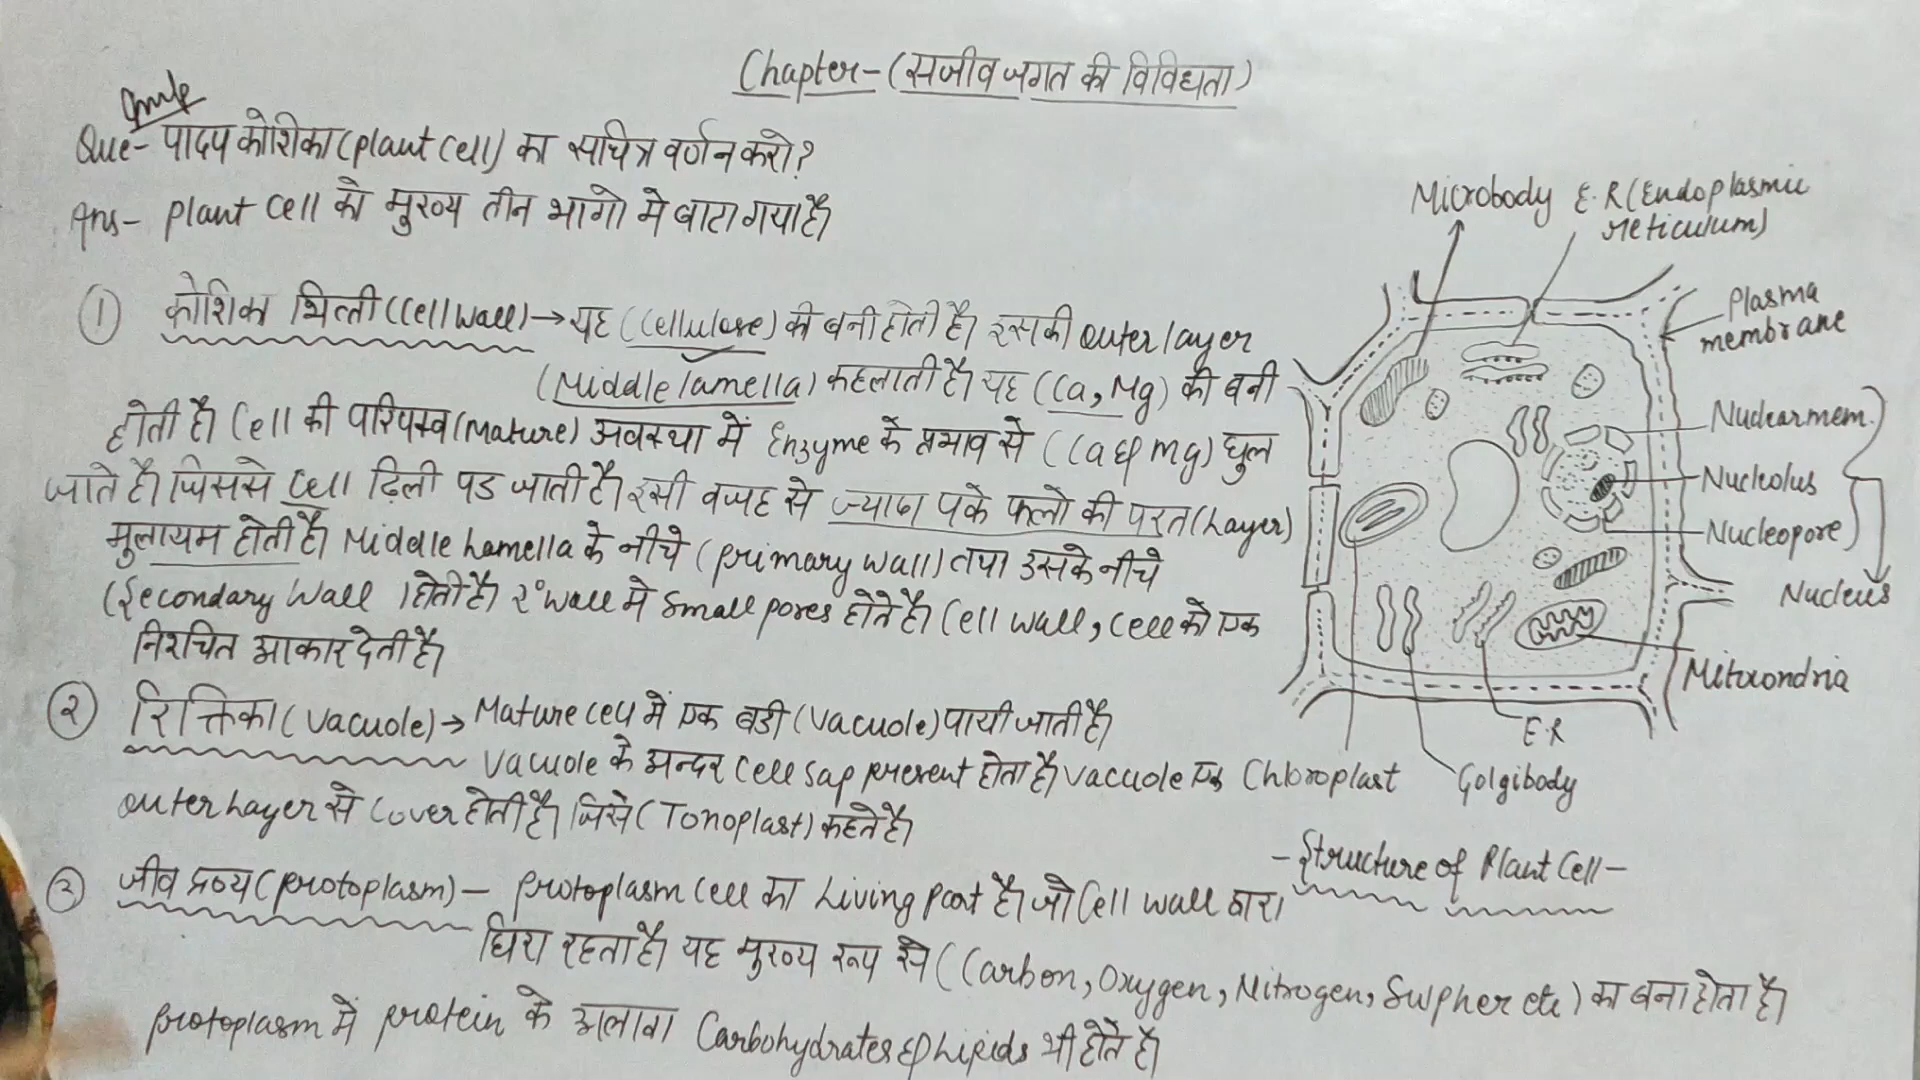 Chapter-(सजीव जगत की विविधता)
Que- पादप कोशिका(plant cell) का सचित्र वर्णन करो?
Ans- plant cell को मुख्य तीन भागो मे बाटा गया है।
① कोशिका भित्ती(cell wall)→ यह (cellulose) की बनी होती है। इसकी outer layer
(Middle lamella) कहलाती है। यह (Ca, Mg) की बनी
होती है। Cell की परिपक्व(Mature) अवस्था में Enzyme के प्रभाव से (Ca & Mg) घुल
जाते है। जिससे cell ढ़िली पड जाती है। इसी वजह से ज्यादा पके फलो की परत(Layer)
मुलायम होती है। Middle Lamella के नीचे (primary wall) तथा उसके नीचे
(Secondary Wall ) होती है। 2° wall मे small pores होते है। Cell wall, cell को एक
निश्चित आकार देती है।
② रित्तिका(Vacuole)→ Mature cell में एक बडी (Vacuole) पायी जाती है।
Vacuole के अन्दर cell sap present होता है। Vacuole एक
outer Layer से cover होती है। जिसे (Tonoplast) कहते है।
③ जीव द्रव्य(protoplasm)— protoplasm cell का Living part है। जो cell wall द्वारा
घिरा रहता है। यह मुख्य रूप से (Carbon, Oxygen, Nitrogen, Sulpher etc) का बना होता है।
protoplasm में protein के अलावा Carbohydrates & Lipids भी होते है।
Microbody
E.R (Endoplasmic
reticulum)
Plasma
membrane
Nuclear mem.
Nucleolus
Nucleopore
Nucleus
Mitocondria
E.R
Golgibody
Chloroplast
-Structure of Plant Cell-